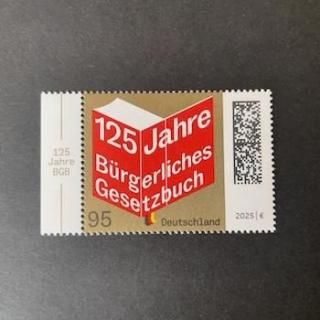 125
Jahre
BGB
125 Jahre
Bürgerliches
Gesetzbuch
95
Deutschland
2025 | €